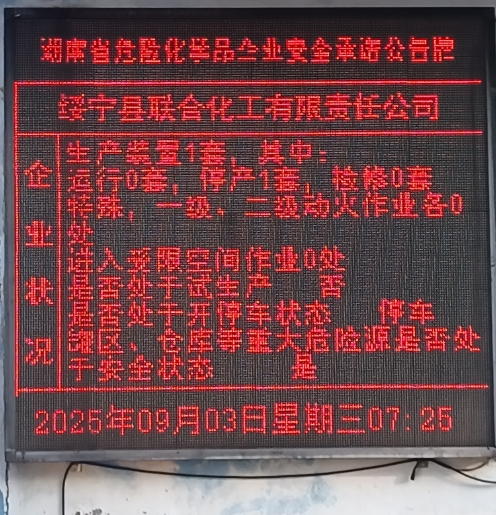 湖南省危险化学品企业安全承诺公告牌
绥宁县联合化工有限责任公司
企业状况
生产装置1套，其中：
运行0套，停产1套，检修0套
特殊，一级、二级动火作业各0
处
进入受限空间作业0处
是否处于试生产 否
是否处于开停车状态 停车
罐区、仓库等重大危险源是否处
于安全状态 是
2025年09月03日星期三07:25